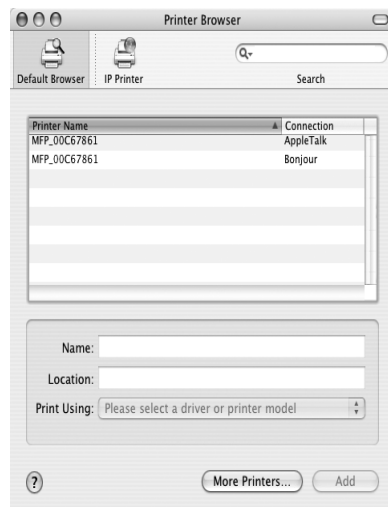 Printer Browser
Default Browser IP Printer Search
Printer Name Connection
MFP_00C67861 AppleTalk
MFP_00C67861 Bonjour
Name:
Location:
Print Using: Please select a driver or printer model
? More Printers... Add